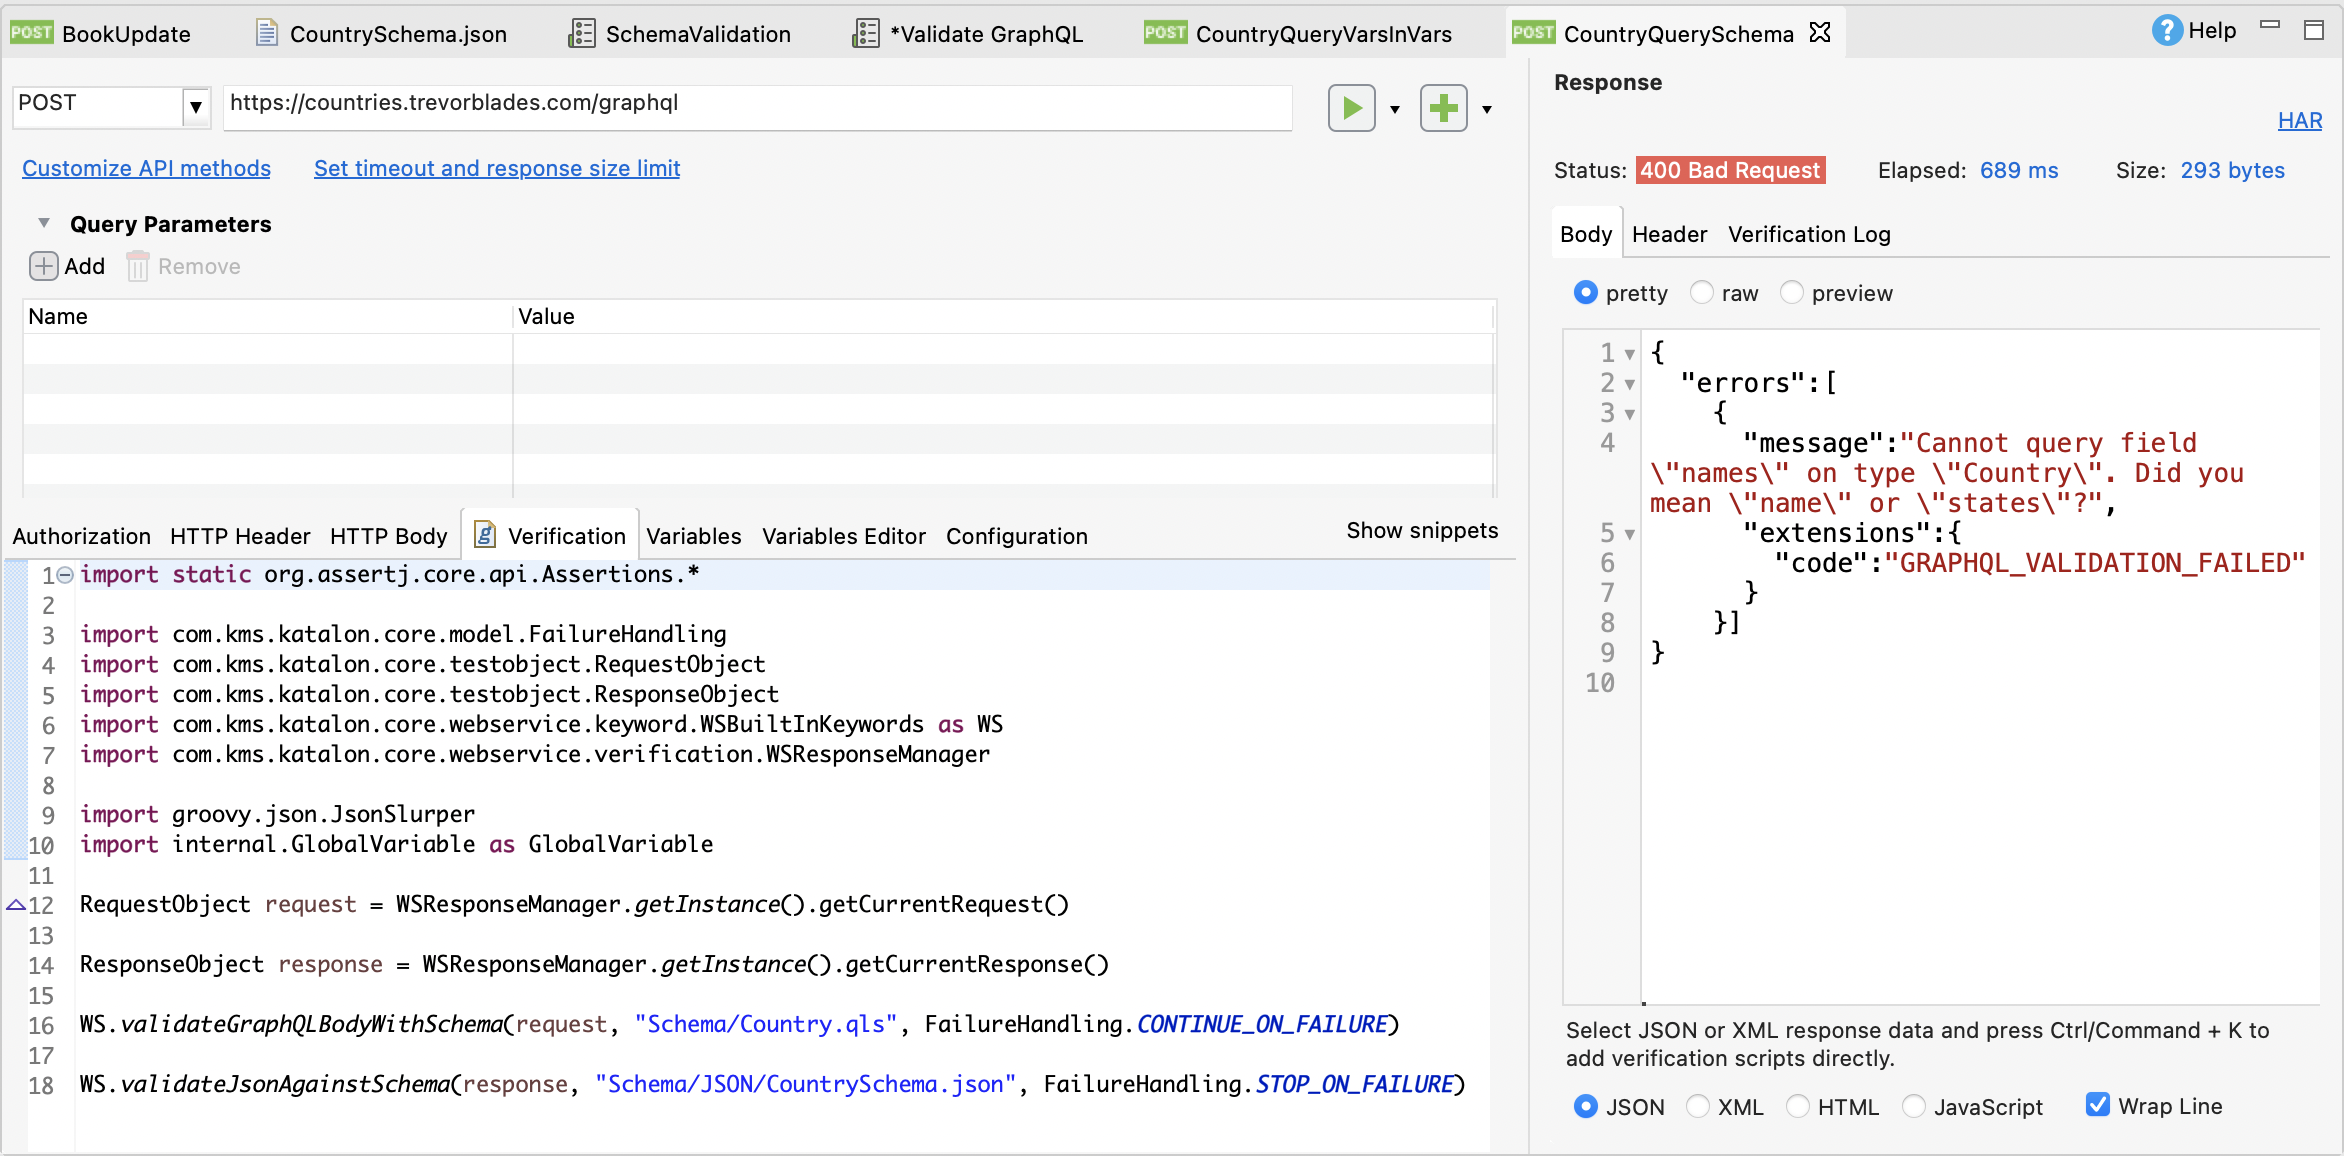 POST BookUpdate CountrySchema.json SchemaValidation *Validate GraphQL POST CountryQueryVarsInVars POST CountryQuerySchema ? Help
POST https://countries.trevorblades.com/graphql
Customize API methods Set timeout and response size limit
Query Parameters
Add Remove
Name Value
Authorization HTTP Header HTTP Body Verification Variables Variables Editor Configuration Show snippets
1 import static org.assertj.core.api.Assertions.*
2
3 import com.kms.katalon.core.model.FailureHandling
4 import com.kms.katalon.core.testobject.RequestObject
5 import com.kms.katalon.core.testobject.ResponseObject
6 import com.kms.katalon.core.webservice.keyword.WSBuiltInKeywords as WS
7 import com.kms.katalon.core.webservice.verification.WSResponseManager
8
9 import groovy.json.JsonSlurper
10 import internal.GlobalVariable as GlobalVariable
11
12 RequestObject request = WSResponseManager.getInstance().getCurrentRequest()
13
14 ResponseObject response = WSResponseManager.getInstance().getCurrentResponse()
15
16 WS.validateGraphQLBodyWithSchema(request, "Schema/Country.qls", FailureHandling.CONTINUE_ON_FAILURE)
17
18 WS.validateJsonAgainstSchema(response, "Schema/JSON/CountrySchema.json", FailureHandling.STOP_ON_FAILURE)
Response
HAR
Status: 400 Bad Request Elapsed: 689 ms Size: 293 bytes
Body Header Verification Log
pretty raw preview
1 {
2 "errors":[
3 {
4 "message":"Cannot query field
\"names\" on type \"Country\". Did you
mean \"name\" or \"states\"?",
5 "extensions":{
6 "code":"GRAPHQL_VALIDATION_FAILED"
7 }
8 }]
9 }
10
Select JSON or XML response data and press Ctrl/Command + K to
add verification scripts directly.
JSON XML HTML JavaScript Wrap Line